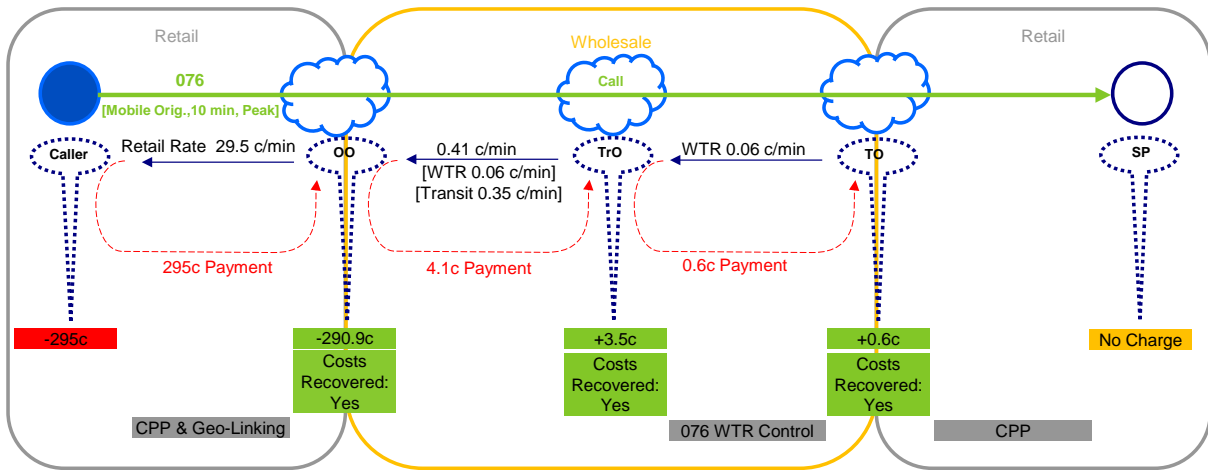 Retail
Wholesale
Retail
076
Call
[Mobile Orig.,10 min, Peak]
Caller
Retail Rate 29.5 c/min
OO
0.41 c/min
[WTR 0.06 c/min]
[Transit 0.35 c/min]
TrO
WTR 0.06 c/min
TO
SP
295c Payment
4.1c Payment
0.6c Payment
-295c
-290.9c
Costs
Recovered:
Yes
+3.5c
Costs
Recovered:
Yes
+0.6c
Costs
Recovered:
Yes
No Charge
CPP & Geo-Linking
076 WTR Control
CPP